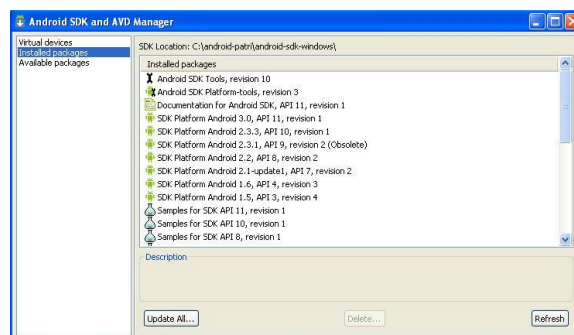 Android SDK and AVD Manager
Virtual devices
Installed packages
Available packages
SDK Location: C:\android-patri\android-sdk-windows\
Installed packages
Android SDK Tools, revision 10
Android SDK Platform-tools, revision 3
Documentation for Android SDK, API 11, revision 1
SDK Platform Android 3.0, API 11, revision 1
SDK Platform Android 2.3.3, API 10, revision 1
SDK Platform Android 2.3.1, API 9, revision 2 (Obsolete)
SDK Platform Android 2.2, API 8, revision 2
SDK Platform Android 2.1-update1, API 7, revision 2
SDK Platform Android 1.6, API 4, revision 3
SDK Platform Android 1.5, API 3, revision 4
Samples for SDK API 11, revision 1
Samples for SDK API 10, revision 1
Samples for SDK API 8, revision 1
Description
Update All...
Delete...
Refresh